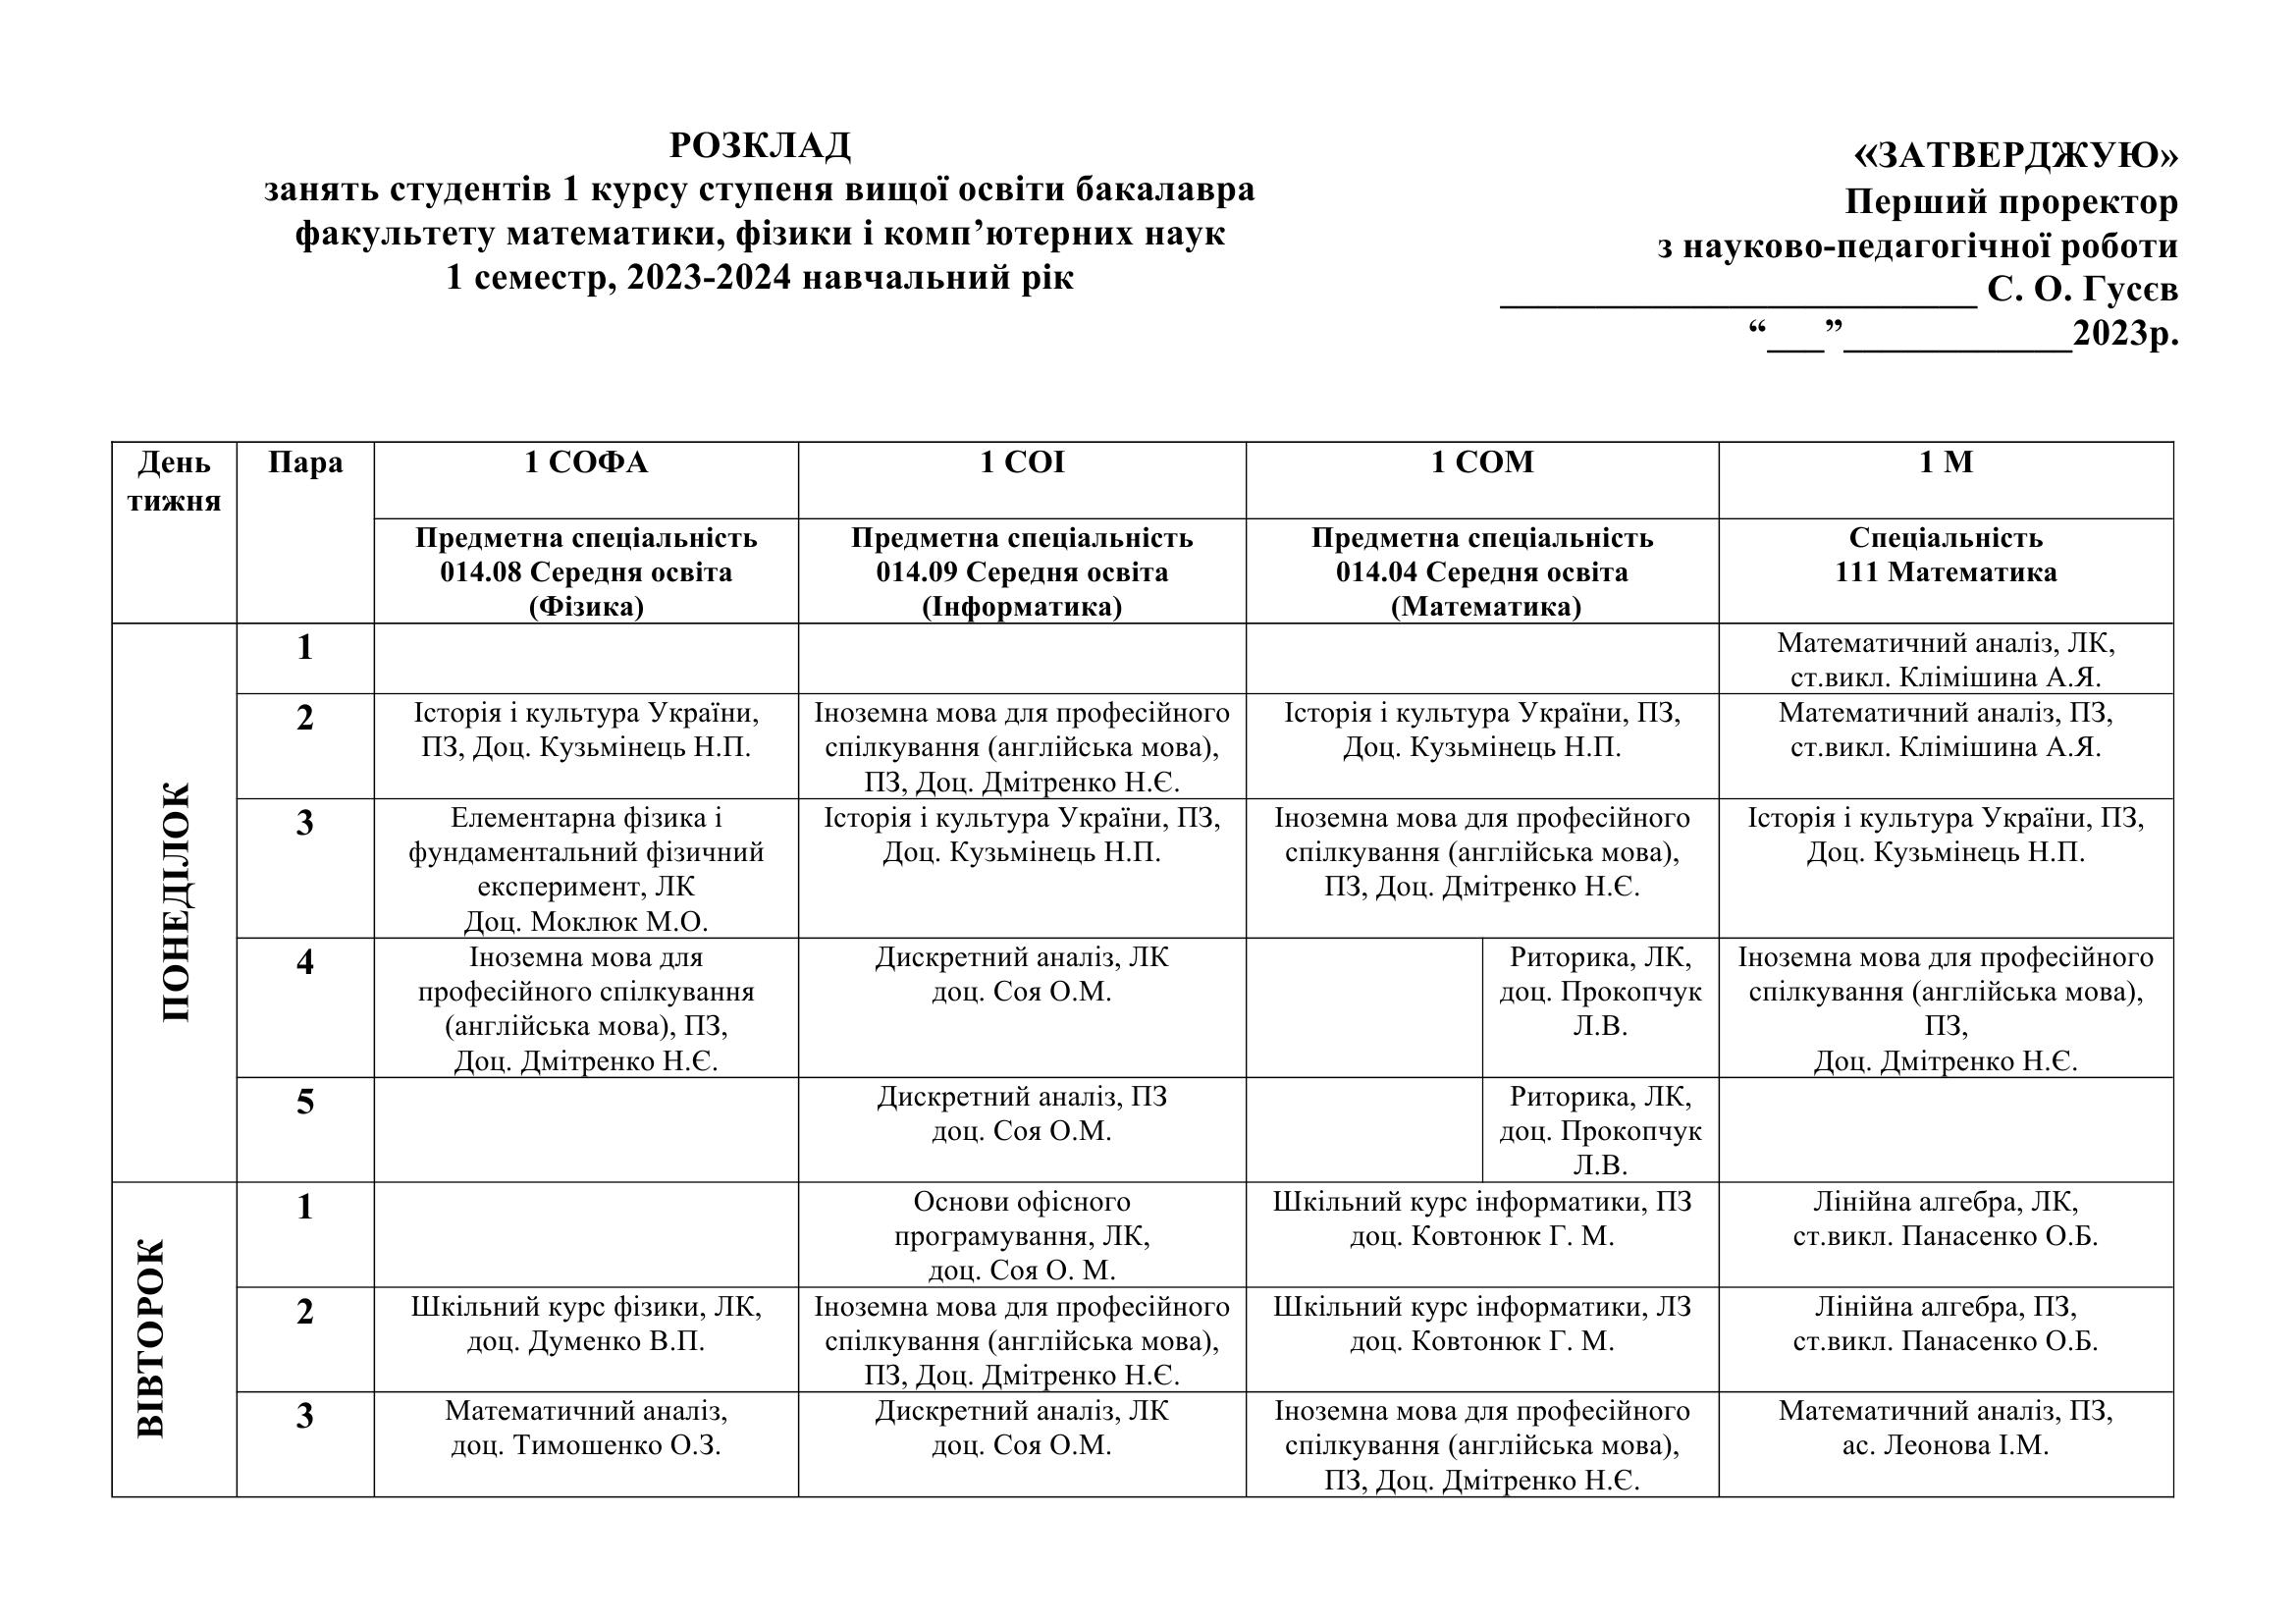 РОЗКЛАД
занять студентів 1 курсу ступеня вищої освіти бакалавра
факультету математики, фізики і комп’ютерних наук
1 семестр, 2023-2024 навчальний рік
«ЗАТВЕРДЖУЮ»
Перший проректор
з науково-педагогічної роботи
_________________________ С. О. Гусєв
“___”____________2023р.
День
тижня
Пара
1 СОФА
1 СОІ
1 СОМ
1 М
Предметна спеціальність
014.08 Середня освіта
(Фізика)
Предметна спеціальність
014.09 Середня освіта
(Інформатика)
Предметна спеціальність
014.04 Середня освіта
(Математика)
Спеціальність
111 Математика
ПОНЕДІЛОК
1
Математичний аналіз, ЛК,
ст.викл. Клімішина А.Я.
2
Історія і культура України,
ПЗ, Доц. Кузьмінець Н.П.
Іноземна мова для професійного
спілкування (англійська мова),
ПЗ, Доц. Дмітренко Н.Є.
Історія і культура України, ПЗ,
Доц. Кузьмінець Н.П.
Математичний аналіз, ПЗ,
ст.викл. Клімішина А.Я.
3
Елементарна фізика і
фундаментальний фізичний
експеримент, ЛК
Доц. Моклюк М.О.
Історія і культура України, ПЗ,
Доц. Кузьмінець Н.П.
Іноземна мова для професійного
спілкування (англійська мова),
ПЗ, Доц. Дмітренко Н.Є.
Історія і культура України, ПЗ,
Доц. Кузьмінець Н.П.
4
Іноземна мова для
професійного спілкування
(англійська мова), ПЗ,
Доц. Дмітренко Н.Є.
Дискретний аналіз, ЛК
доц. Соя О.М.
Риторика, ЛК,
доц. Прокопчук
Л.В.
Іноземна мова для професійного
спілкування (англійська мова),
ПЗ,
Доц. Дмітренко Н.Є.
5
Дискретний аналіз, ПЗ
доц. Соя О.М.
Риторика, ЛК,
доц. Прокопчук
Л.В.
ВІВТОРОК
1
Основи офісного
програмування, ЛК,
доц. Соя О. М.
Шкільний курс інформатики, ПЗ
доц. Ковтонюк Г. М.
Лінійна алгебра, ЛК,
ст.викл. Панасенко О.Б.
2
Шкільний курс фізики, ЛК,
доц. Думенко В.П.
Іноземна мова для професійного
спілкування (англійська мова),
ПЗ, Доц. Дмітренко Н.Є.
Шкільний курс інформатики, ЛЗ
доц. Ковтонюк Г. М.
Лінійна алгебра, ПЗ,
ст.викл. Панасенко О.Б.
3
Математичний аналіз,
доц. Тимошенко О.З.
Дискретний аналіз, ЛК
доц. Соя О.М.
Іноземна мова для професійного
спілкування (англійська мова),
ПЗ, Доц. Дмітренко Н.Є.
Математичний аналіз, ПЗ,
ас. Леонова І.М.